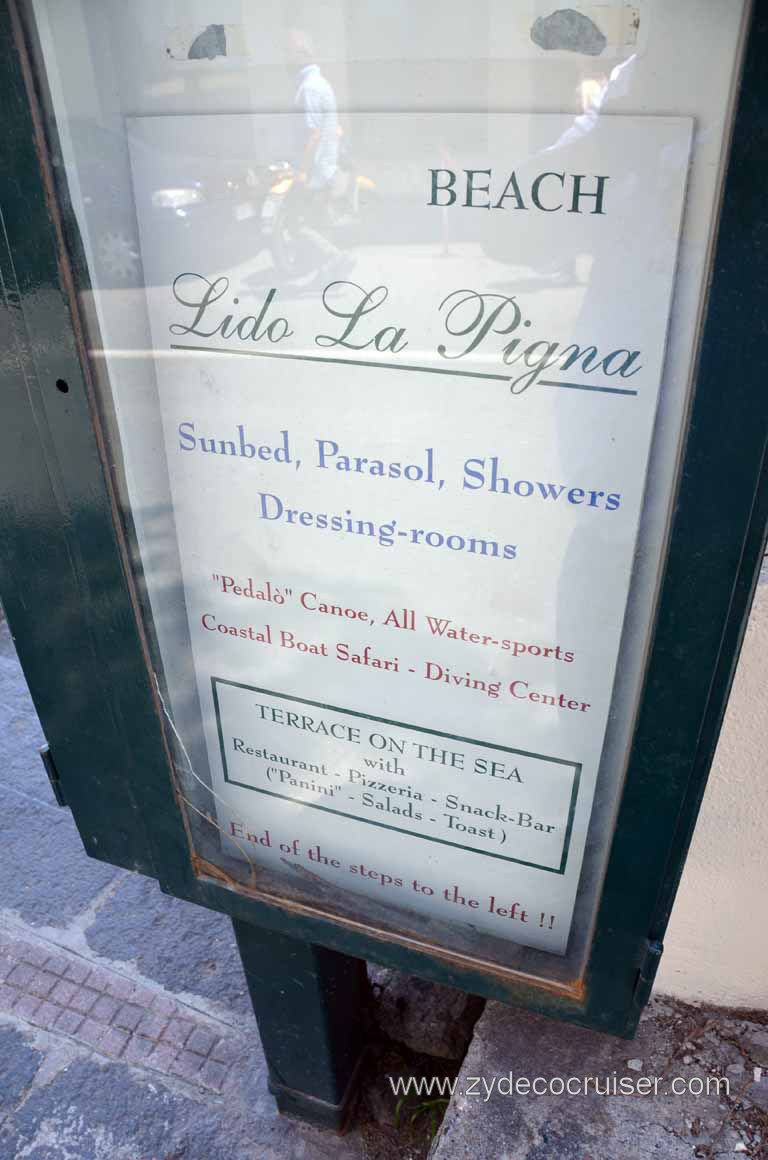 BEACH
Lido La Pigna
Sunbed, Parasol, Showers
Dressing-rooms
"Pedalò" Canoe, All Water-sports
Coastal Boat Safari - Diving Center
TERRACE ON THE SEA
with
Restaurant - Pizzeria - Snack-Bar
("Panini" - Salads - Toast )
End of the steps to the left !!
www.zydecocruiser.com